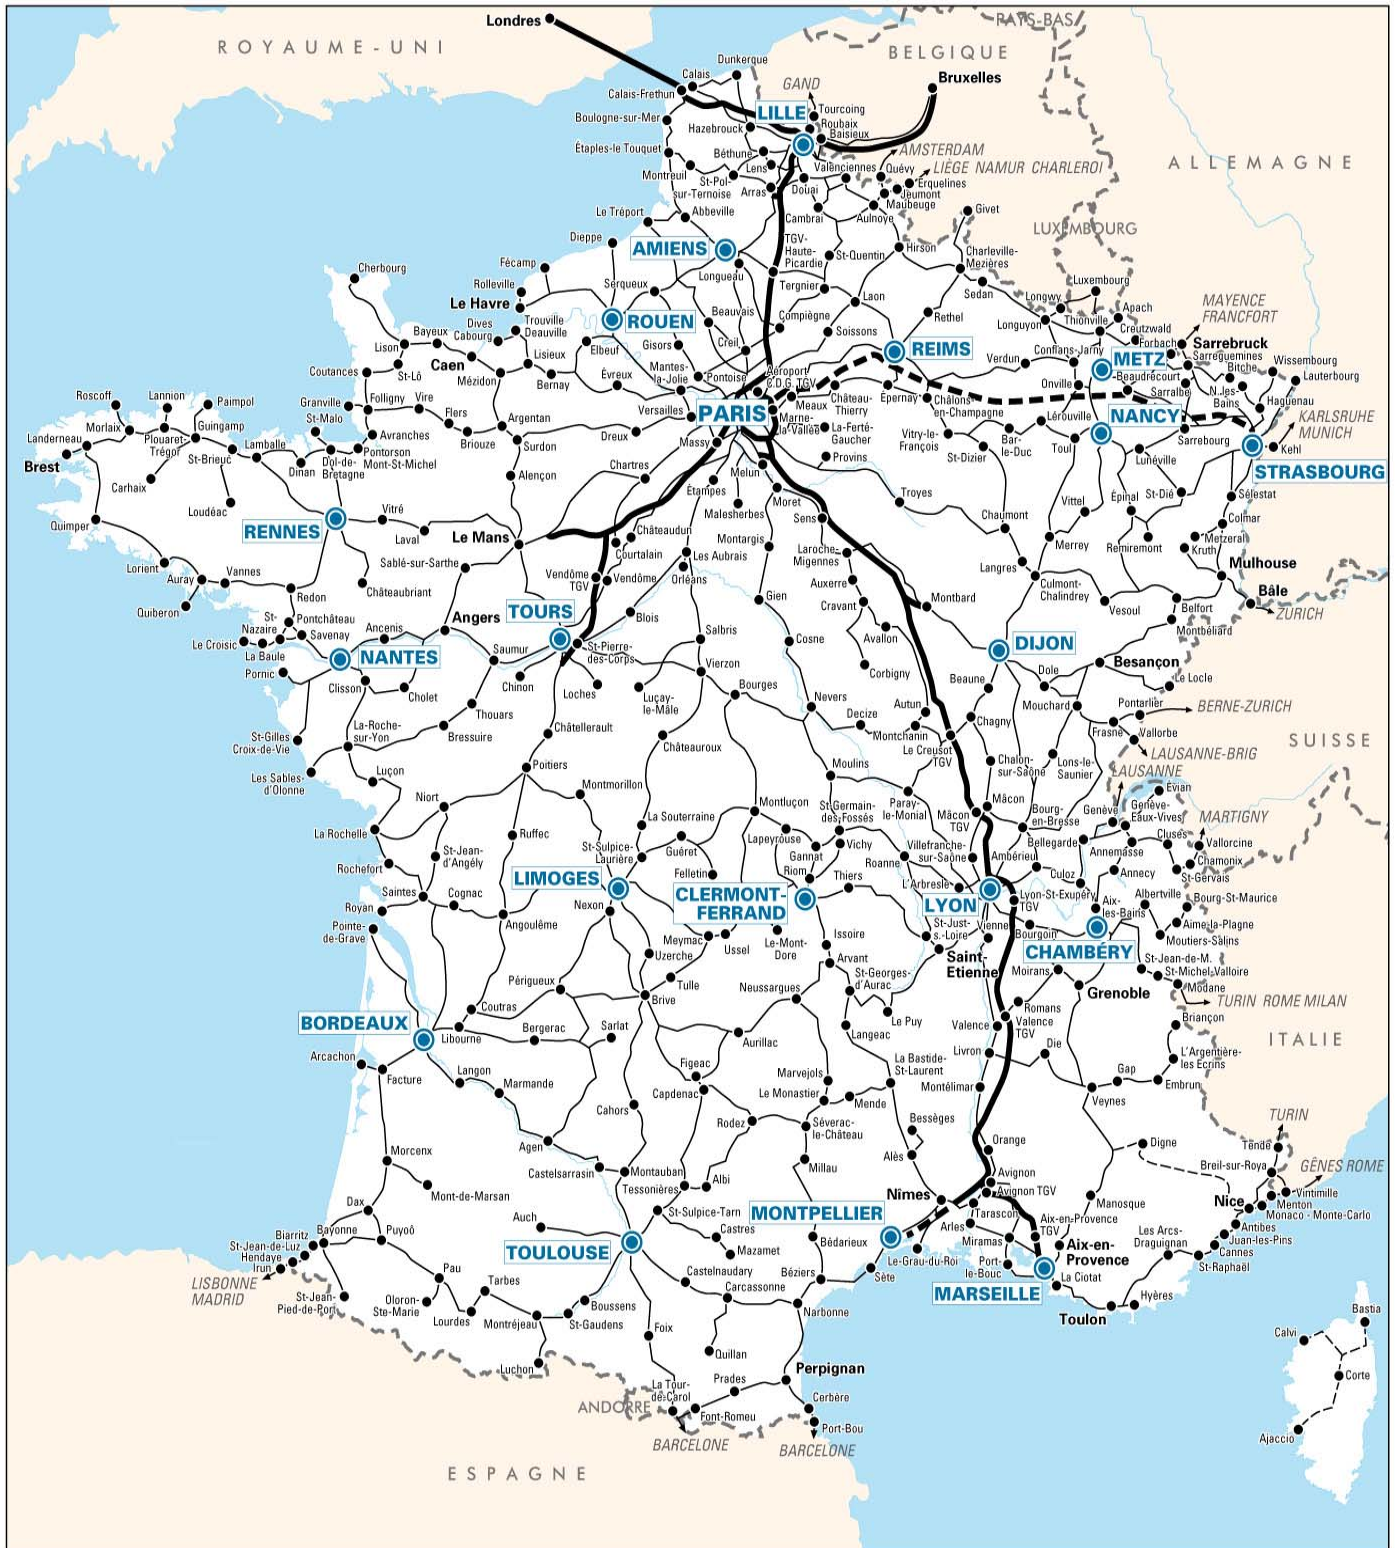 Londres
ROYAUME-UNI
PAYS-BAS
BELGIQUE
Dunkerque
Calais
GAND
Bruxelles
Calais-Frethun
LILLE
Tourcoing
Boulogne-sur-Mer
Roubaix
Hazebrouck
Baisieux
Étaples-le Touquet
Béthune
AMSTERDAM
ALLEMAGNE
Lens
Valenciennes
Quévy
LIÈGE NAMUR CHARLEROI
Montreuil
St-Pol-
sur-Ternoise
Arras
Douai
Erquelines
Jeumont
Maubeuge
Le Tréport
Abbeville
Cambrai
Aulnoye
Givet
Dieppe
AMIENS
TGV-
Haute-
Picardie
LUXEMBOURG
Hirson
Charleville-
Mezières
St-Quentin
Fécamp
Longueau
Cherbourg
Rolleville
Serqueux
Tergnier
Sedan
Luxembourg
Le Havre
Laon
Longwy
MAYENCE
FRANCFORT
ROUEN
Beauvais
Compiègne
Rethel
Apach
Dives
Cabourg
Trouville
Deauville
Longuyon
Thionville
Creutzwald
Bayeux
Soissons
Forbach
Sarrebruck
Lison
Caen
Lisieux
Elbeuf
Gisors
Creil
REIMS
Verdun
Conflans-Jarny
METZ
Sarreguemines
Wissembourg
Coutances
St-Lô
Mézidon
Bernay
Évreux
Mantes-
la-Jolie
Pontoise
Aéroport
C.D.G. TGV
Onville
Beaudrécourt
Bitche
Lauterbourg
Roscoff
Lannion
Paimpol
Granville
Folligny
Vire
Versailles
PARIS
Meaux
Château-
Thierry
Épernay
Châlons-
en-Champagne
Sarralbe
N.-les-
Bains
Haguenau
Morlaix
Guingamp
St-Malo
Flers
Argentan
Marne-
la-Vallée
Lérouville
NANCY
KARLSRUHE
MUNICH
Landerneau
Plouaret-
Trégor
Lamballe
Avranches
Briouze
Surdon
Dreux
La-Ferté-
Gaucher
Vitry-le-
François
Bar-
le-Duc
Toul
Sarrebourg
Kehl
Brest
St-Brieuc
Dinan
Dol-de-
Bretagne
Pontorson
Mont-St-Michel
Massy
Provins
St-Dizier
Lunéville
STRASBOURG
Carhaix
Alençon
Chartres
Melun
Étampes
Moret
Troyes
Vittel
Épinal
St-Dié
Sélestat
Loudéac
Malesherbes
Quimper
RENNES
Vitré
Laval
Le Mans
Châteaudun
Sens
Chaumont
Colmar
Montargis
Metzeral
Courtalain
Les Aubrais
Laroche-
Migennes
Merrey
Remiremont
Kruth
Lorient
Auray
Vannes
Sablé-sur-Sarthe
Vendôme
TGV
Vendôme
Orléans
Auxerre
Langres
Mulhouse
Redon
Châteaubriant
Gien
Culmont-
Chalindrey
Quiberon
TOURS
Cravant
Montbard
Vesoul
Belfort
Bâle
ZURICH
St-
Nazaire
Pontchâteau
Savenay
Ancenis
Angers
Blois
Avallon
Montbéliard
Le Croisic
La Baule
Salbris
Cosne
DIJON
Pornic
NANTES
Saumur
St-Pierre-
des-Corps
Corbigny
Besançon
Vierzon
Dole
Clisson
Cholet
Chinon
Loches
Luçay-
le-Mâle
Bourges
Beaune
Le Locle
Nevers
Autun
Mouchard
Pontarlier
BERNE-ZURICH
Thouars
Decize
Chagny
La-Roche-
sur-Yon
Bressuire
Châtellerault
Montchanin
Frasne
Vallorbe
St-Gilles
Croix-de-Vie
Châteauroux
Le Creusot
TGV
Chalon-
sur-Saône
Lons-le-
Saunier
LAUSANNE-BRIG
SUISSE
Les Sables-
d'Olonne
Luçon
Poitiers
Moulins
LAUSANNE
Montmorillon
Niort
Montluçon
St-Germain-
des-Fossés
Paray-
le-Monial
Mâcon
Bourg-
en-Bresse
Genève
Genève-
Eaux-Vives
Évian
La Rochelle
Ruffec
La Souterraine
Mâcon
TGV
MARTIGNY
Lapeyrouse
Vichy
Villefranche-
sur-Saône
Bellegarde
Cluses
Vallorcine
St-Jean-
d'Angély
St-Sulpice-
Laurière
Guéret
Gannat
Roanne
Ambérieu
Annemasse
Chamonix
Rochefort
Felletin
Riom
Thiers
Culoz
Annecy
St-Gervais
LIMOGES
L'Arbresle
Saintes
Cognac
CLERMONT-
FERRAND
LYON
Lyon-St-Exupéry
TGV
Aix-
les-Bains
Albertville
Bourg-St-Maurice
Royan
Nexon
Angoulême
St-Just-
s.-Loire
Vienne
Bourgoin
Aime-la-Plagne
Pointe-
de-Grave
Meymac
Ussel
Le-Mont-
Dore
Issoire
CHAMBÉRY
Moutiers-Salins
Uzerche
Saint-
Etienne
Arvant
Moirans
St-Jean-de-M.
St-Michel-Valloire
Périgueux
Tulle
Neussargues
St-Georges-
d'Aurac
Grenoble
Modane
TURIN ROME MILAN
Coutras
Brive
Romans
BORDEAUX
Le Puy
Valence
Valence
TGV
Briançon
Libourne
Bergerac
Sarlat
Langeac
Aurillac
ITALIE
Arcachon
Livron
Die
L'Argentière-
les Ecrins
Facture
Langon
Figeac
La Bastide-
St-Laurent
Marmande
Marvejols
Gap
Capdenac
Montélimar
Embrun
Cahors
Le Monastier
Mende
Veynes
Rodez
Séverac-
le-Château
Bessèges
TURIN
Morcenx
Agen
Orange
Digne
Tende
Castelsarrasin
Montauban
Millau
Alès
Breil-sur-Roya
GÊNES ROME
Mont-de-Marsan
Tessonières
Albi
Avignon
Dax
Nîmes
Avignon TGV
Nice
Vintimille
Menton
Auch
St-Sulpice-Tarn
MONTPELLIER
Tarascon
Manosque
Monaco - Monte-Carlo
Biarritz
Bayonne
Puyoô
Castres
Arles
Aix-en-Provence
TGV
Les Arcs-
Draguignan
Antibes
St-Jean-de-Luz
TOULOUSE
Mazamet
Bédarieux
Miramas
Aix-en-
Provence
Juan-les-Pins
Hendaye
Cannes
Irun
Le-Grau-du-Roi
Port-
le-Bouc
St-Raphaël
LISBONNE
MADRID
Pau
Castelnaudary
Béziers
Sète
La Ciotat
St-Jean-
Pied-de-Port
Oloron-
Ste-Marie
Tarbes
Carcassonne
MARSEILLE
Lourdes
Boussens
Narbonne
Toulon
Hyères
Montréjeau
St-Gaudens
Foix
Bastia
Luchon
Quillan
Calvi
Perpignan
La Tour-
de-Carol
Prades
Corte
ANDORRE
Font-Romeu
Cerbère
Port-Bou
Ajaccio
BARCELONE
BARCELONE
ESPAGNE